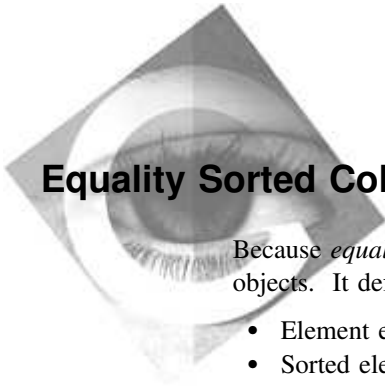 Equality Sorted Col
Because equal
objects. It de
• Element e
• Sorted ele